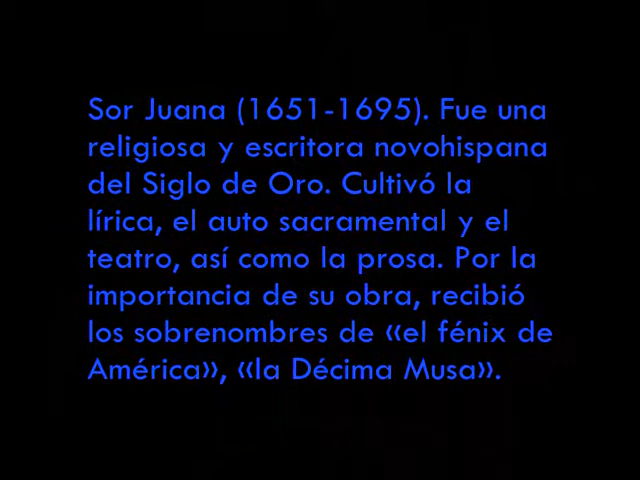 Sor Juana (1651-1695). Fue una
religiosa y escritora novohispana
del Siglo de Oro. Cultivó la
lírica, el auto sacramental y el
teatro, así como la prosa. Por la
importancia de su obra, recibió
los sobrenombres de «el fénix de
América», «la Décima Musa».